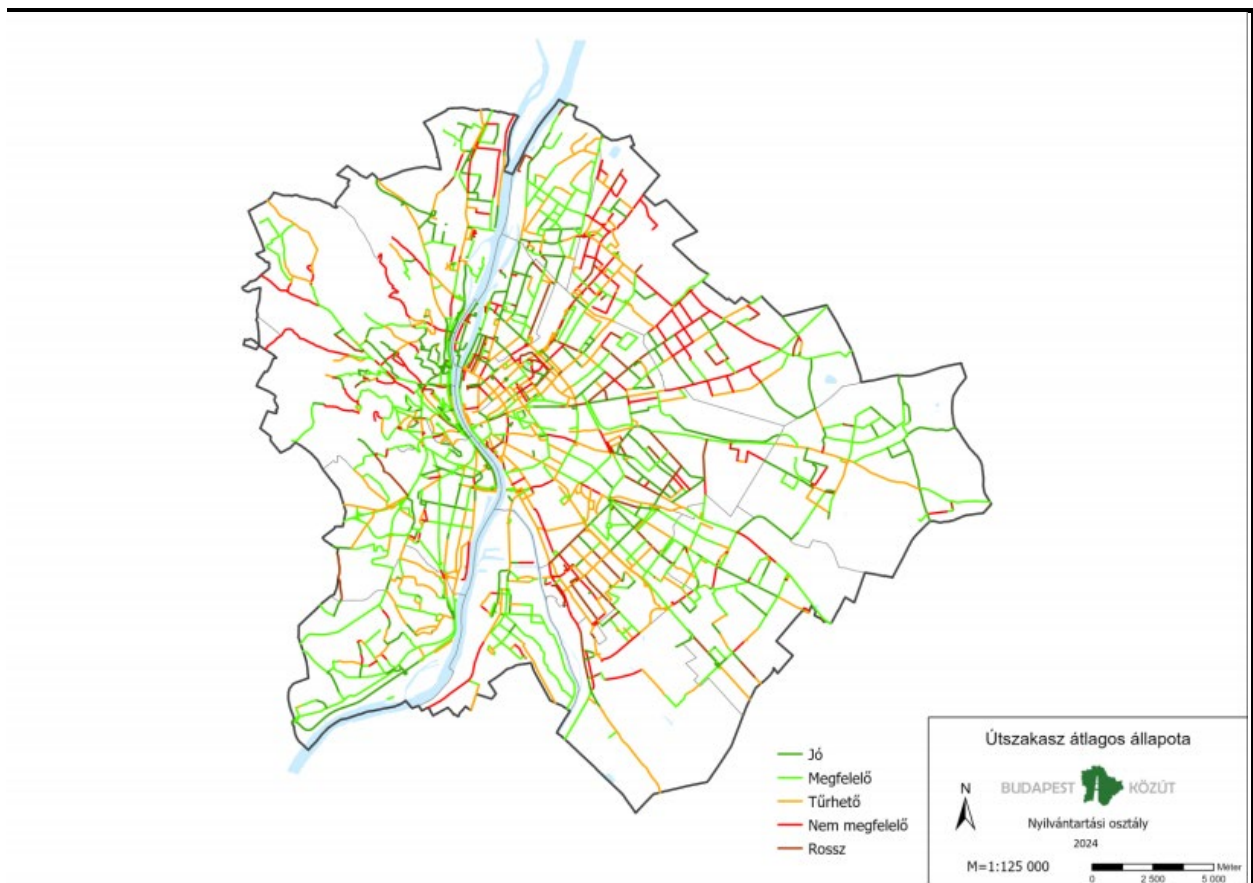 Jó
Megfelelő
Tűrhető
Nem megfelelő
Rossz
Útszakasz átlagos állapota
BUDAPEST KÖZÚT
N
Nyilvántartási osztály
2024
M=1:125 000
Méter
0 2 500 5 000